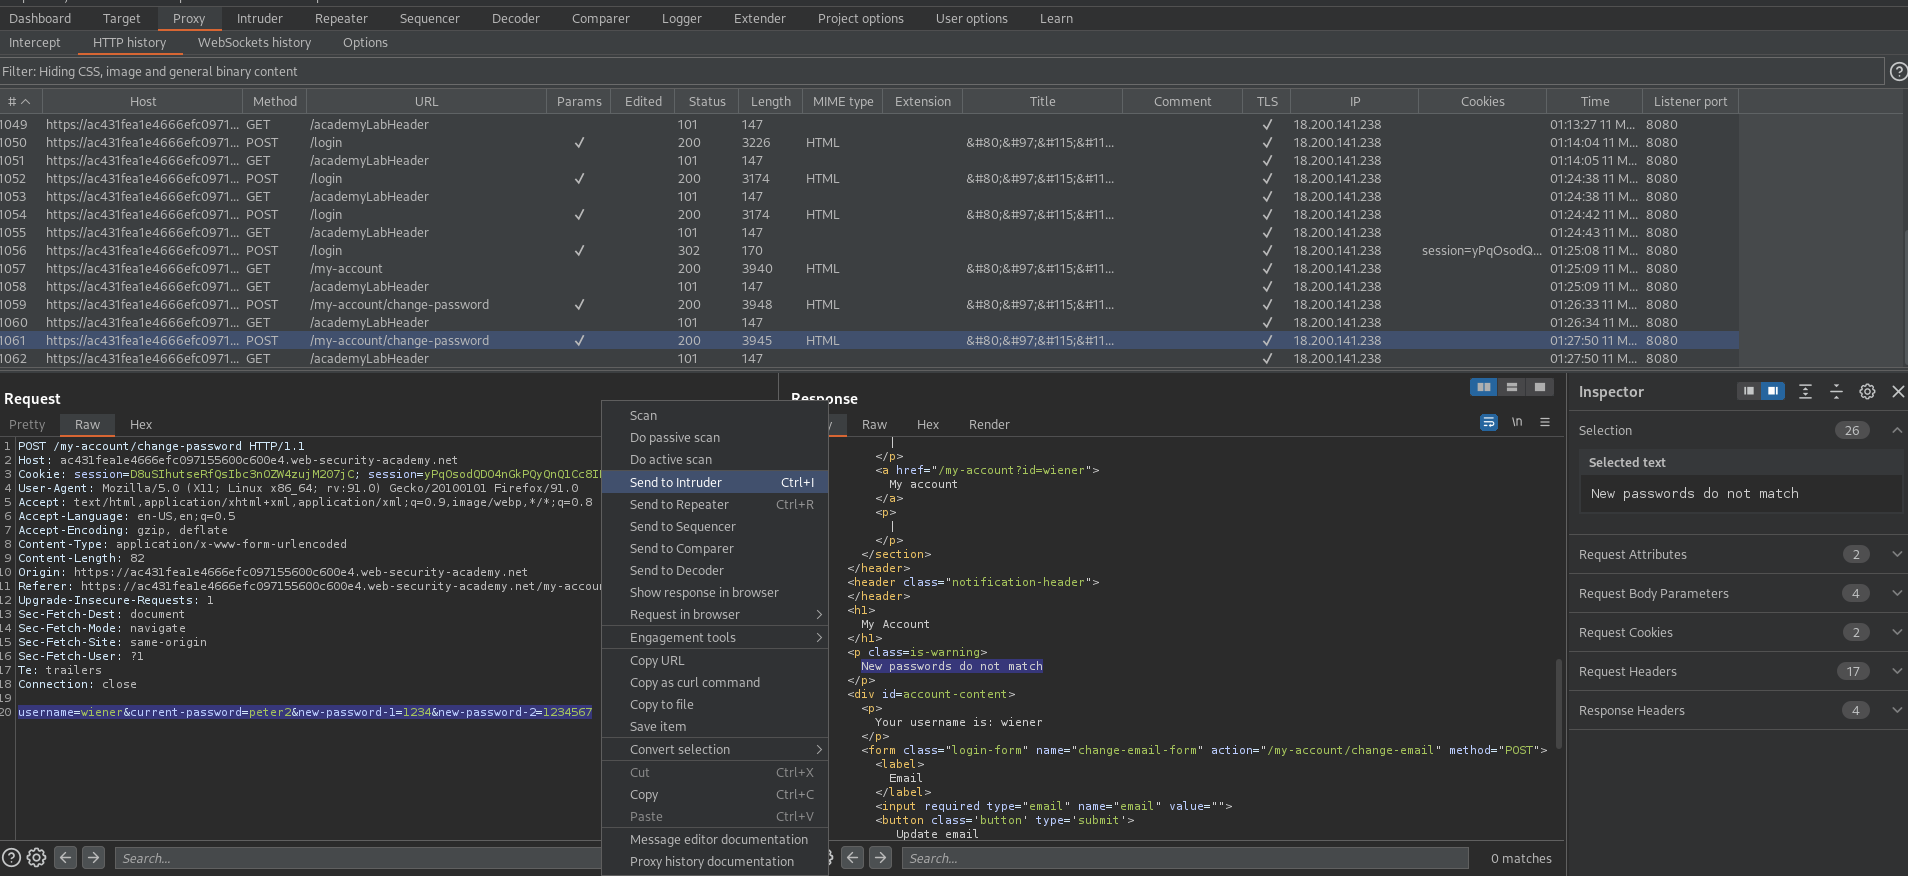 Dashboard Target Proxy Intruder Repeater Sequencer Decoder Comparer Logger Extender Project options User options Learn
Intercept HTTP history WebSockets history Options
Filter: Hiding CSS, image and general binary content
# Host Method URL Params Edited Status Length MIME type Extension Title Comment TLS IP Cookies Time Listener port
1049 https://ac431fea1e4666efc0971... GET /academyLabHeader 101 147 ✓ 18.200.141.238 01:13:27 11 M... 8080
1050 https://ac431fea1e4666efc0971... POST /login ✓ 200 3226 HTML &#80;&#97;&#115;&#11... ✓ 18.200.141.238 01:14:04 11 M... 8080
1051 https://ac431fea1e4666efc0971... GET /academyLabHeader 101 147 ✓ 18.200.141.238 01:14:05 11 M... 8080
1052 https://ac431fea1e4666efc0971... POST /login ✓ 200 3174 HTML &#80;&#97;&#115;&#11... ✓ 18.200.141.238 01:24:38 11 M... 8080
1053 https://ac431fea1e4666efc0971... GET /academyLabHeader 101 147 ✓ 18.200.141.238 01:24:38 11 M... 8080
1054 https://ac431fea1e4666efc0971... POST /login ✓ 200 3174 HTML &#80;&#97;&#115;&#11... ✓ 18.200.141.238 01:24:42 11 M... 8080
1055 https://ac431fea1e4666efc0971... GET /academyLabHeader 101 147 ✓ 18.200.141.238 01:24:43 11 M... 8080
1056 https://ac431fea1e4666efc0971... POST /login ✓ 302 170 ✓ 18.200.141.238 session=yPqOsodQ... 01:25:08 11 M... 8080
1057 https://ac431fea1e4666efc0971... GET /my-account 200 3940 HTML &#80;&#97;&#115;&#11... ✓ 18.200.141.238 01:25:09 11 M... 8080
1058 https://ac431fea1e4666efc0971... GET /academyLabHeader 101 147 ✓ 18.200.141.238 01:25:09 11 M... 8080
1059 https://ac431fea1e4666efc0971... POST /my-account/change-password ✓ 200 3948 HTML &#80;&#97;&#115;&#11... ✓ 18.200.141.238 01:26:33 11 M... 8080
1060 https://ac431fea1e4666efc0971... GET /academyLabHeader 101 147 ✓ 18.200.141.238 01:26:34 11 M... 8080
1061 https://ac431fea1e4666efc0971... POST /my-account/change-password ✓ 200 3945 HTML &#80;&#97;&#115;&#11... ✓ 18.200.141.238 01:27:50 11 M... 8080
1062 https://ac431fea1e4666efc0971... GET /academyLabHeader 101 147 ✓ 18.200.141.238 01:27:50 11 M... 8080
Request
Pretty Raw Hex
1 POST /my-account/change-password HTTP/1.1
2 Host: ac431fea1e4666efc097155600c600e4.web-security-academy.net
3 Cookie: session=D8uSIhutseRfQsIbc3nOZW4zujM207jC; session=yPqOsodQDO4nGkPQyQnQlCc8I
4 User-Agent: Mozilla/5.0 (X11; Linux x86_64; rv:91.0) Gecko/20100101 Firefox/91.0
5 Accept: text/html,application/xhtml+xml,application/xml;q=0.9,image/webp,*/*;q=0.8
6 Accept-Language: en-US,en;q=0.5
7 Accept-Encoding: gzip, deflate
8 Content-Type: application/x-www-form-urlencoded
9 Content-Length: 82
10 Origin: https://ac431fea1e4666efc097155600c600e4.web-security-academy.net
11 Referer: https://ac431fea1e4666efc097155600c600e4.web-security-academy.net/my-accou
12 Upgrade-Insecure-Requests: 1
13 Sec-Fetch-Dest: document
14 Sec-Fetch-Mode: navigate
15 Sec-Fetch-Site: same-origin
16 Sec-Fetch-User: ?1
17 Te: trailers
18 Connection: close
19
20 username=wiener&current-password=peter2&new-password-1=1234&new-password-2=1234567
Search...
Scan
Do passive scan
Do active scan
Send to Intruder Ctrl+I
Send to Repeater Ctrl+R
Send to Sequencer
Send to Comparer
Send to Decoder
Show response in browser
Request in browser
Engagement tools
Copy URL
Copy as curl command
Copy to file
Save item
Convert selection
Cut Ctrl+X
Copy Ctrl+C
Paste Ctrl+V
Message editor documentation
Proxy history documentation
Response
Raw Hex Render \n
|
</p>
<a href="/my-account?id=wiener">
My account
</a>
<p>
|
</p>
</section>
</header>
<header class="notification-header">
</header>
<h1>
My Account
</h1>
<p class=is-warning>
New passwords do not match
</p>
<div id=account-content>
<p>
Your username is: wiener
</p>
<form class="login-form" name="change-email-form" action="/my-account/change-email" method="POST">
<label>
Email
</label>
<input required type="email" name="email" value="">
<button class='button' type='submit'>
Update email
Search... 0 matches
Inspector
Selection 26
Selected text
New passwords do not match
Request Attributes 2
Request Body Parameters 4
Request Cookies 2
Request Headers 17
Response Headers 4